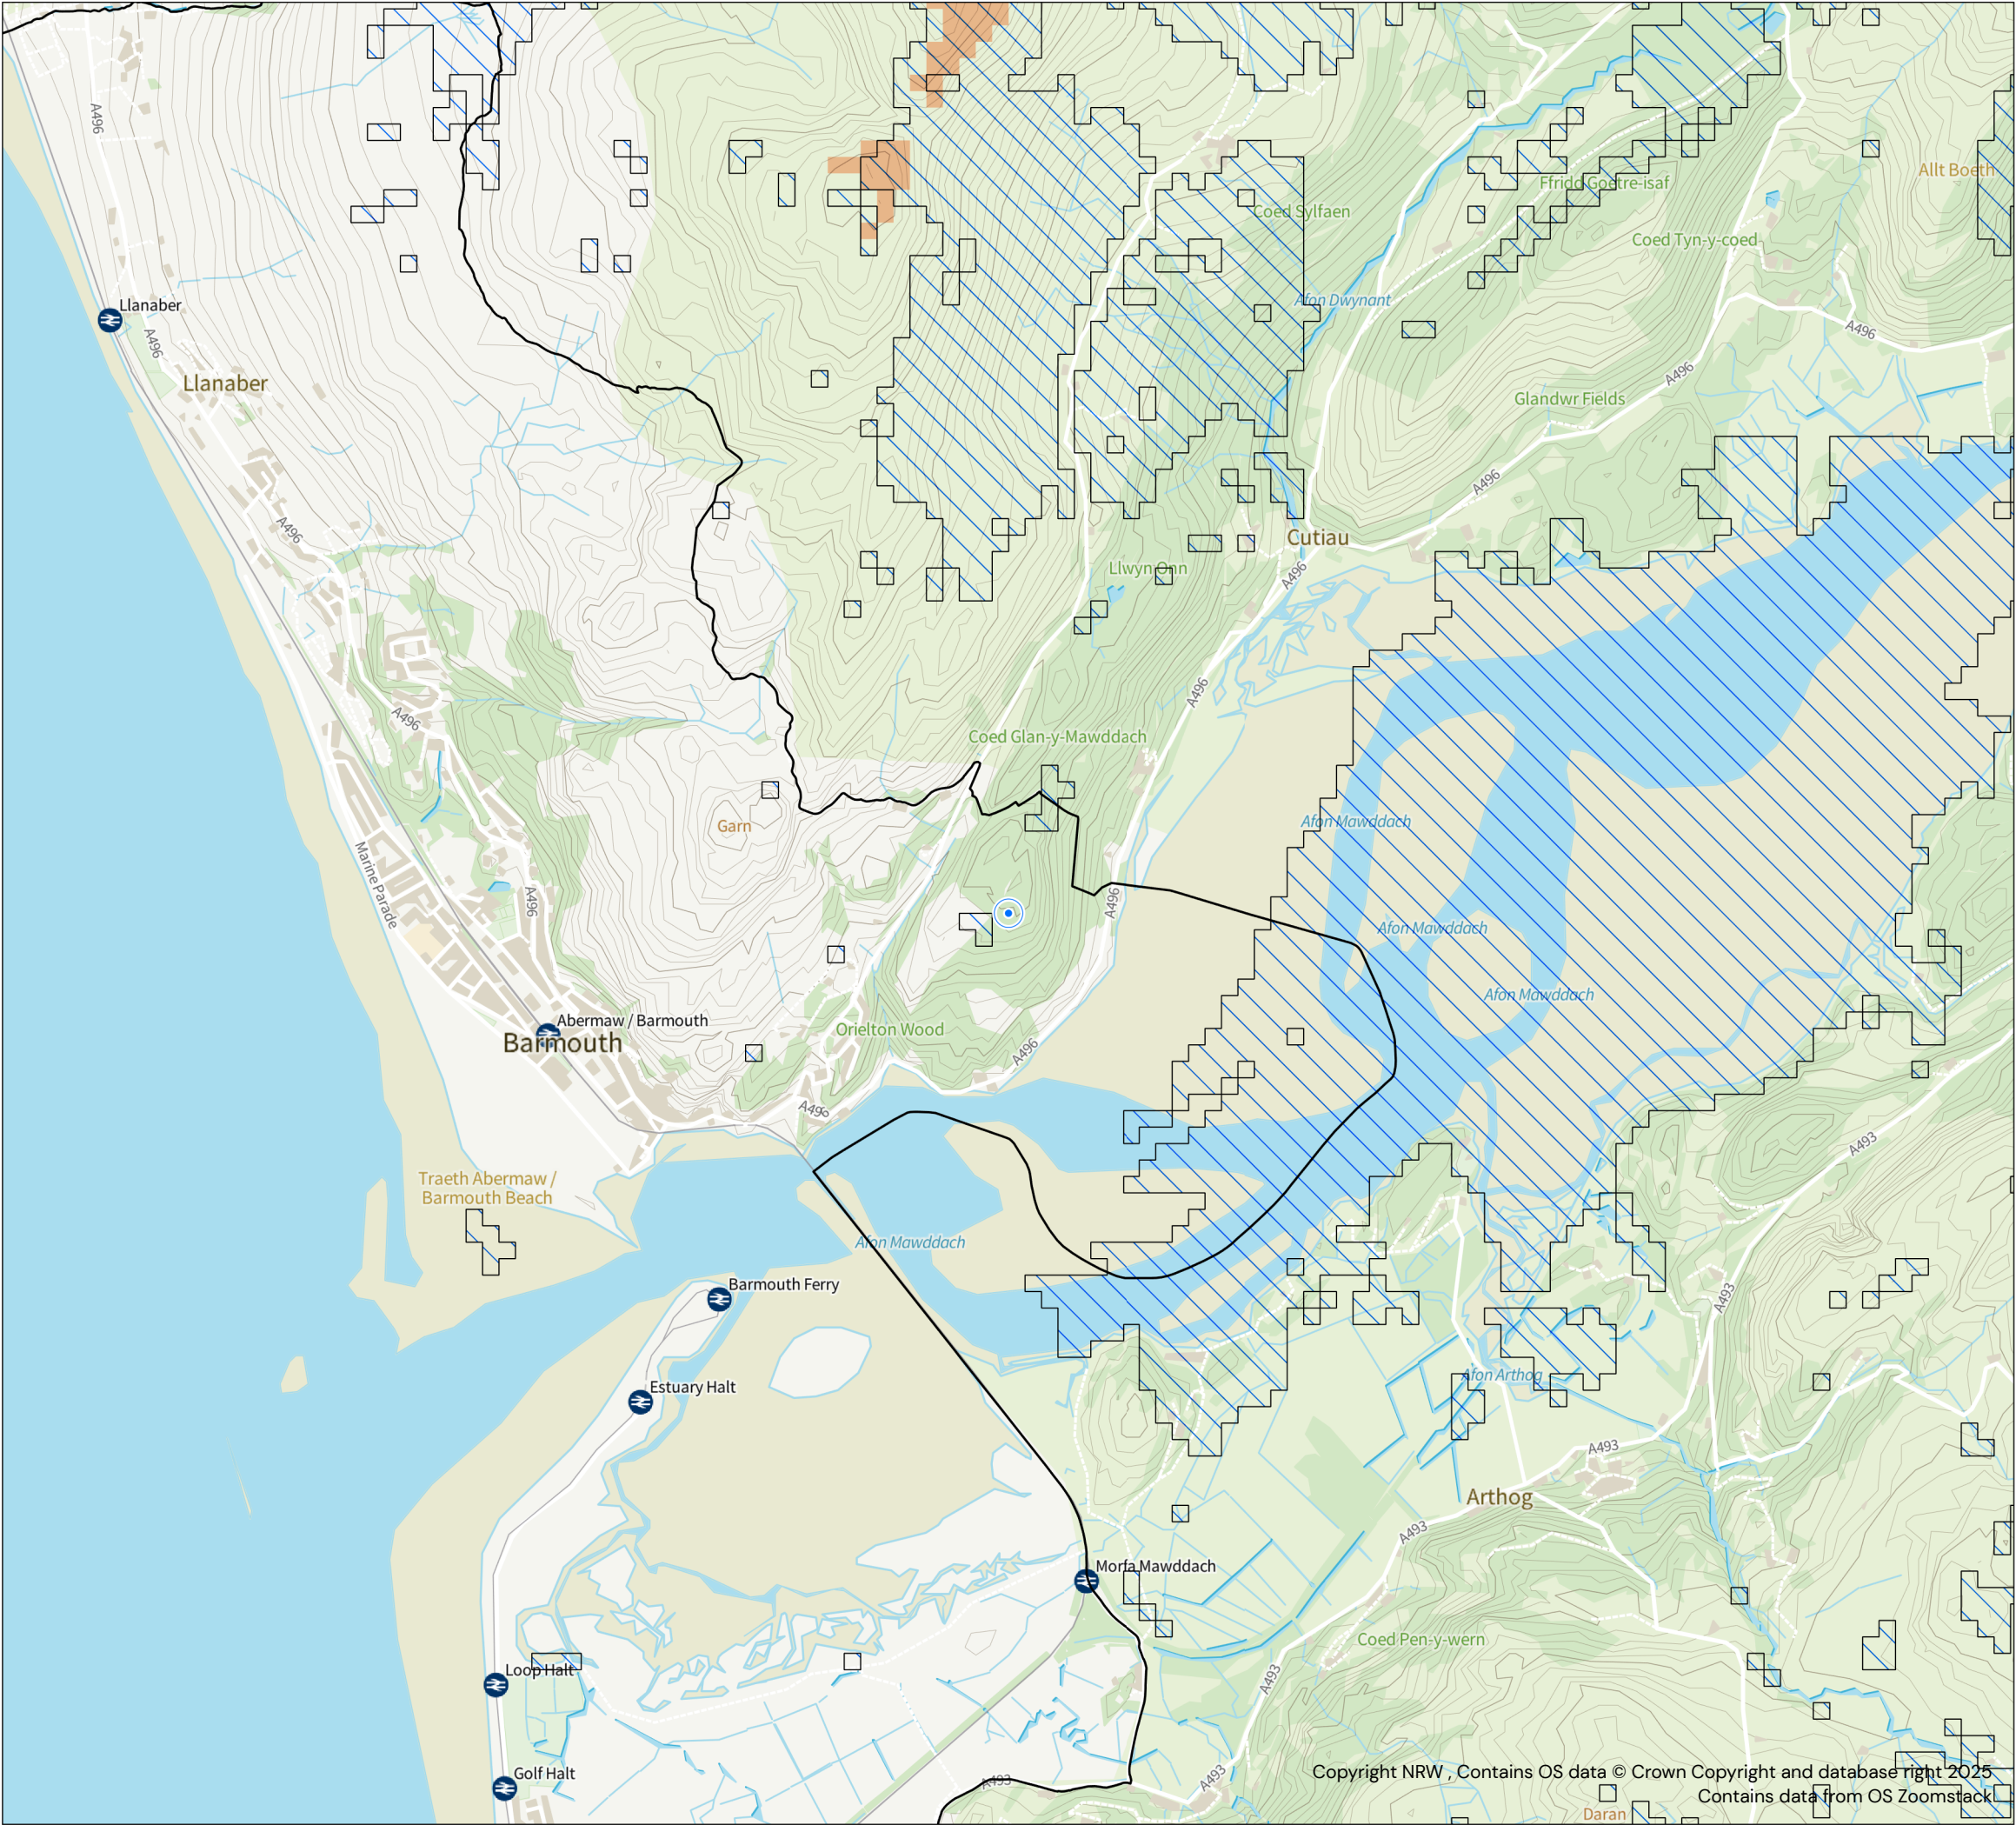 A496
Allt Boeth
Ffridd Goetre-isaf
Coed Sylfaen
Coed Tyn-y-coed
Afon Dwynant
Llanaber
A496
A496
Llanaber
A496
Glandwr Fields
A496
A496
Cutiau
Llwyn Onn
A496
A496
A496
Coed Glan-y-Mawddach
Afon Mawddach
Garn
Marine Parade
A496
A496
Afon Mawddach
Afon Mawddach
Abermaw / Barmouth
Barmouth
Orielton Wood
A496
A496
A493
Traeth Abermaw /
Barmouth Beach
Afon Mawddach
Barmouth Ferry
A493
Estuary Halt
Afon Arthog
A493
Arthog
A493
Morfa Mawddach
Coed Pen-y-wern
Loop Halt
A493
Golf Halt
A493
A493
Copyright NRW , Contains OS data © Crown Copyright and database right 2025
Contains data from OS Zoomstack
Daran